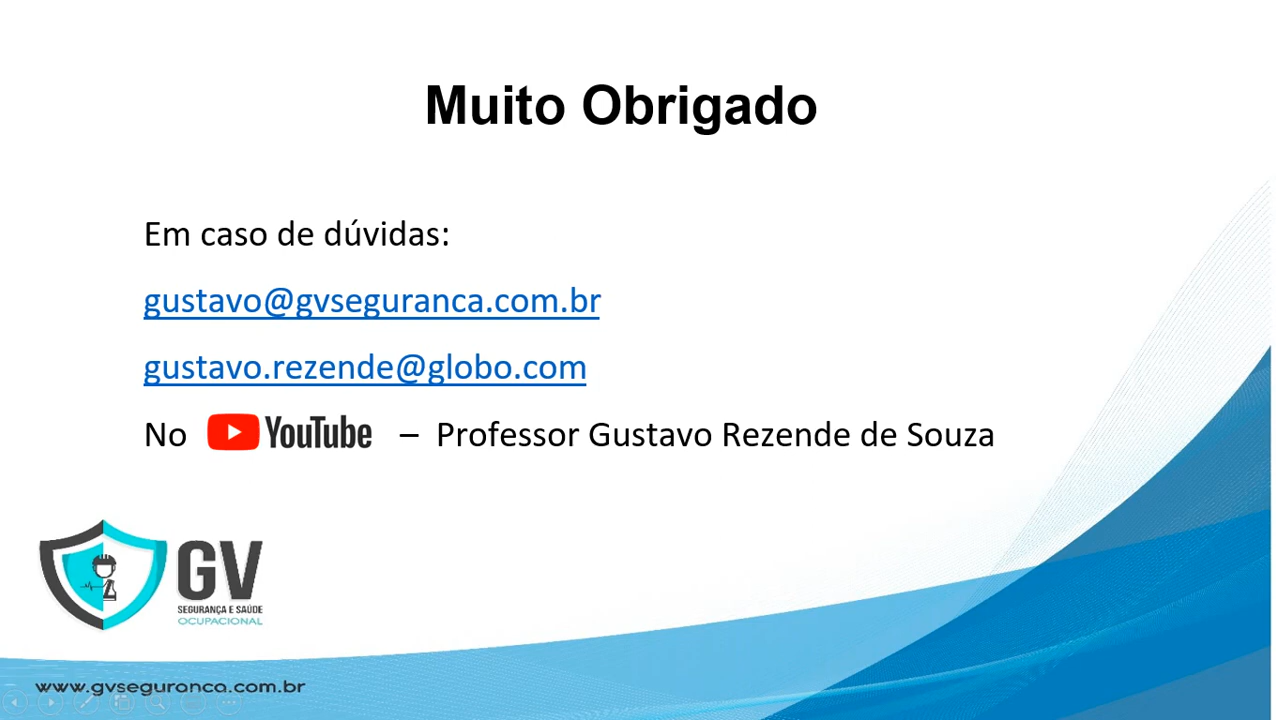 Muito Obrigado
Em caso de dúvidas:
gustavo@gvseguranca.com.br
gustavo.rezende@globo.com
No YouTube – Professor Gustavo Rezende de Souza
GV
SEGURANÇA E SAÚDE
OCUPACIONAL
www.gvseguranca.com.br